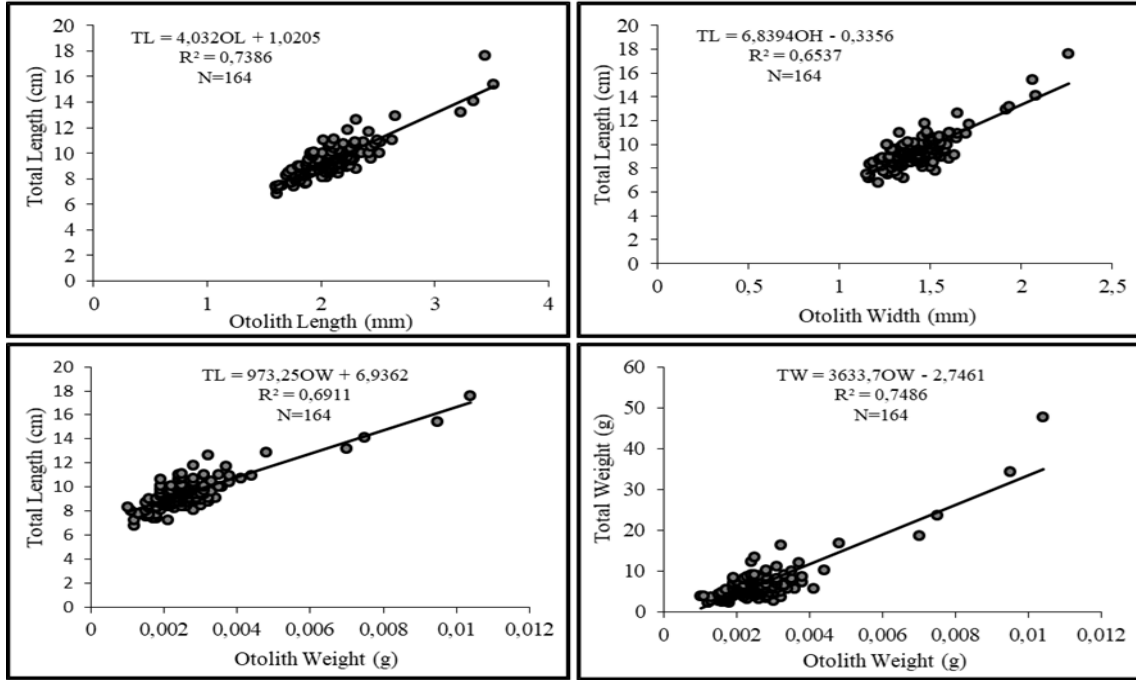 TL = 4,032OL + 1,0205
R² = 0,7386
N=164
Total Length (cm)
20
18
16
14
12
10
8
6
4
2
0
0 1 2 3 4
Otolith Length (mm)
TL = 6,8394OH - 0,3356
R² = 0,6537
N=164
Total Length (cm)
20
18
16
14
12
10
8
6
4
2
0
0 0,5 1 1,5 2 2,5
Otolith Width (mm)
TL = 973,25OW + 6,9362
R² = 0,6911
N=164
Total Length (cm)
20
18
16
14
12
10
8
6
4
2
0
0 0,002 0,004 0,006 0,008 0,01 0,012
Otolith Weight (g)
TW = 3633,7OW - 2,7461
R² = 0,7486
N=164
Total Weight (g)
60
50
40
30
20
10
0
0 0,002 0,004 0,006 0,008 0,01 0,012
Otolith Weight (g)